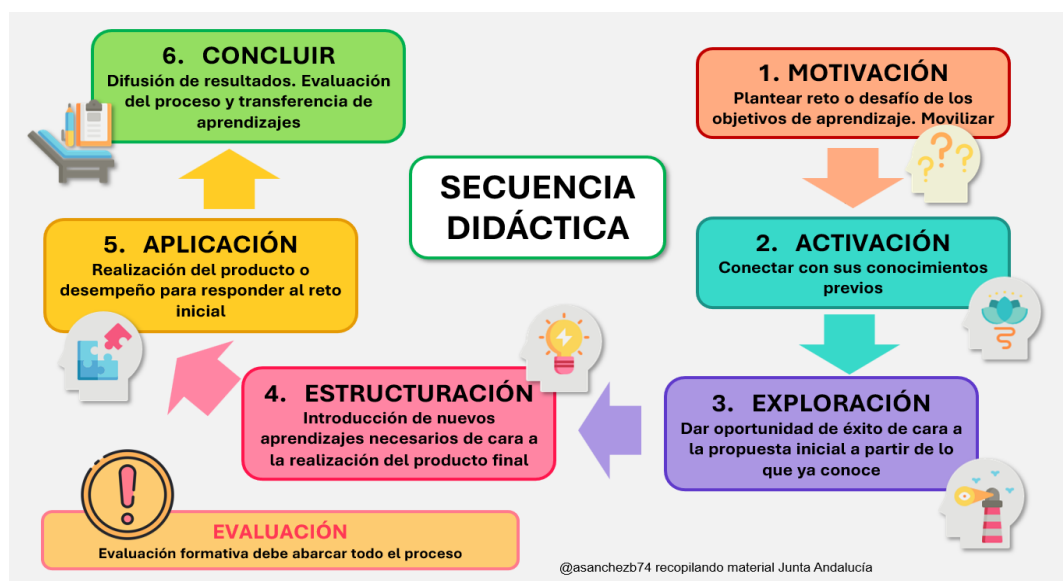 SECUENCIA
DIDÁCTICA
1. MOTIVACIÓN
Plantear reto o desafío de los
objetivos de aprendizaje. Movilizar
2. ACTIVACIÓN
Conectar con sus conocimientos
previos
3. EXPLORACIÓN
Dar oportunidad de éxito de cara a
la propuesta inicial a partir de lo
que ya conoce
4. ESTRUCTURACIÓN
Introducción de nuevos
aprendizajes necesarios de cara a
la realización del producto final
5. APLICACIÓN
Realización del producto o
desempeño para responder al reto
inicial
6. CONCLUIR
Difusión de resultados. Evaluación
del proceso y transferencia de
aprendizajes
EVALUACIÓN
Evaluación formativa debe abarcar todo el proceso
@asanchezb74 recopilando material Junta Andalucía